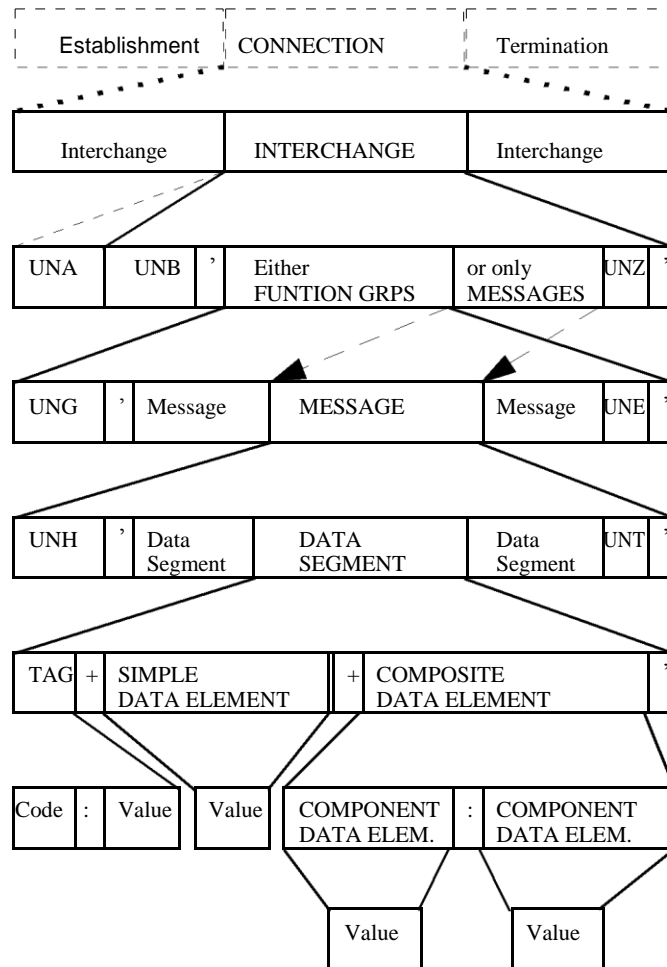 Establishment CONNECTION Termination
Interchange INTERCHANGE Interchange
UNA UNB ’ Either or only UNZ ’
FUNTION GRPS MESSAGES
UNG ’ Message MESSAGE Message UNE ’
UNH ’ Data DATA Data UNT ’
Segment SEGMENT Segment
TAG + SIMPLE + COMPOSITE ’
DATA ELEMENT DATA ELEMENT
Code : Value Value COMPONENT : COMPONENT
DATA ELEM. DATA ELEM.
Value Value